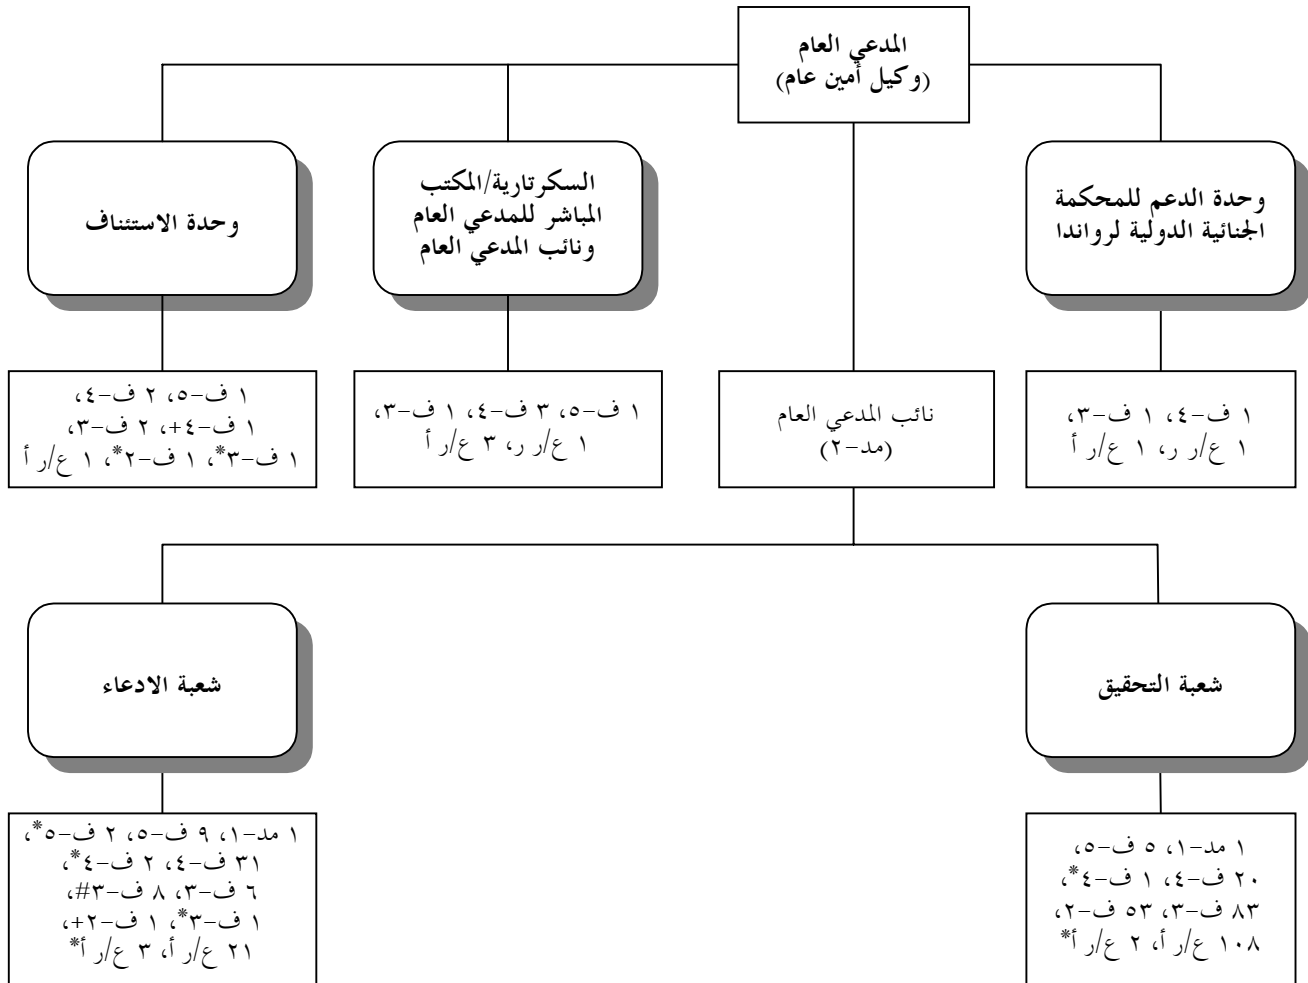 المدعي العام
(وكيل أمين عام)
وحدة الدعم للمحكمة
الجنائية الدولية لرواندا
السكرتارية/المكتب
المباشر للمدعي العام
ونائب المدعي العام
وحدة الاستئناف
١ ف-٤، ١ ف-٣،
١ ع/ر ر، ١ ع/ر أ
نائب المدعي العام
(مد-٢)
١ ف-٥، ٣ ف-٤، ١ ف-٣،
١ ع/ر ر، ٣ ع/ر أ
١ ف-٥، ٢ ف-٤،
١ ف-٤+، ٢ ف-٣،
١ ف-٣*، ١ ف-٢*، ١ ع/ر أ
شعبة التحقيق
شعبة الادعاء
١ مد-١، ٥ ف-٥،
٢٠ ف-٤، ١ ف-٤*،
٨٣ ف-٣، ٥٣ ف-٢،
١٠٨ ع/ر أ، ٢ ع/ر أ*
١ مد-١، ٩ ف-٥، ٢ ف-٥*،
٣١ ف-٤، ٢ ف-٤*،
٦ ف-٣، ٨ ف-٣#،
١ ف-٣*، ١ ف-٢+،
٢١ ع/ر أ، ٣ ع/ر أ*